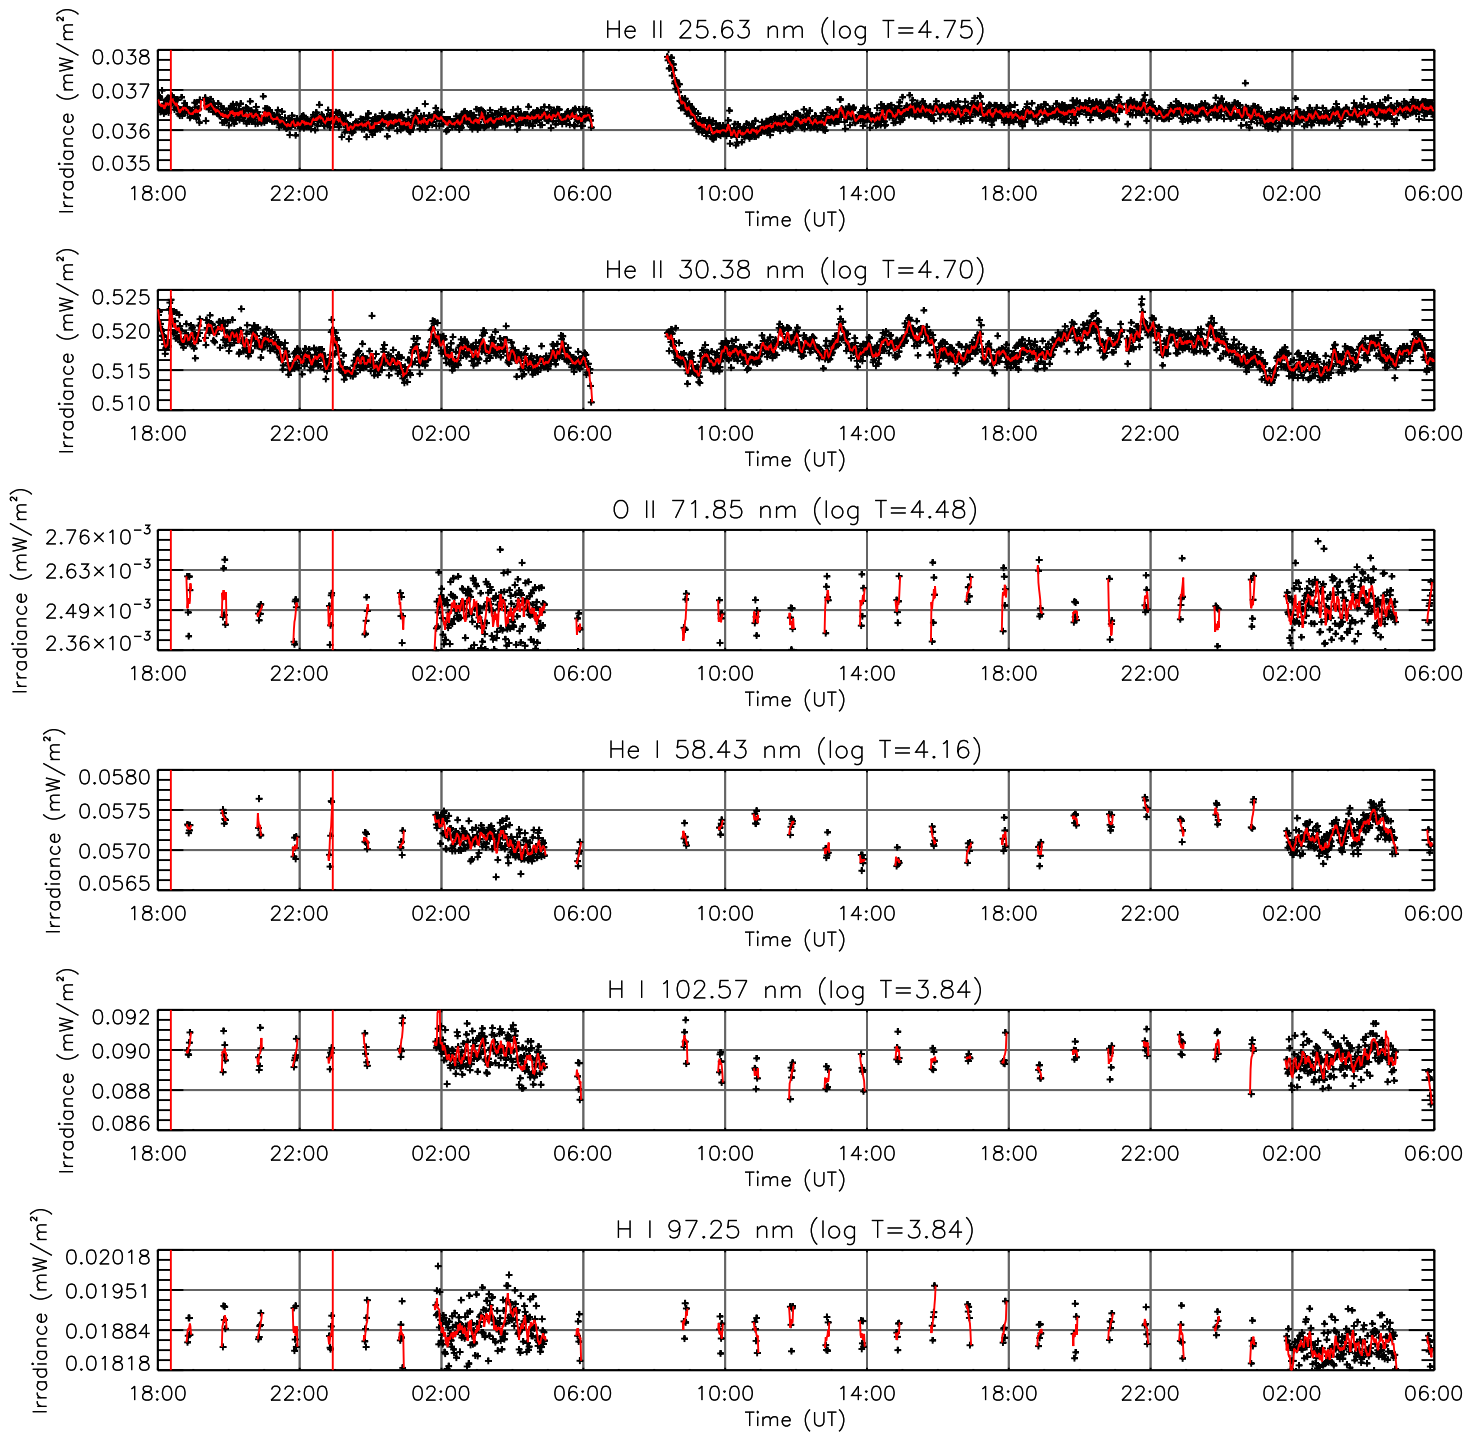 He II 25.63 nm (log T=4.75)
Irradiance (mW/m²)
0.038
0.037
0.036
0.035
18:00 22:00 02:00 06:00 10:00 14:00 18:00 22:00 02:00 06:00
Time (UT)
He II 30.38 nm (log T=4.70)
Irradiance (mW/m²)
0.525
0.520
0.515
0.510
18:00 22:00 02:00 06:00 10:00 14:00 18:00 22:00 02:00 06:00
Time (UT)
O II 71.85 nm (log T=4.48)
Irradiance (mW/m²)
2.76×10⁻³
2.63×10⁻³
2.49×10⁻³
2.36×10⁻³
18:00 22:00 02:00 06:00 10:00 14:00 18:00 22:00 02:00 06:00
Time (UT)
He I 58.43 nm (log T=4.16)
Irradiance (mW/m²)
0.0580
0.0575
0.0570
0.0565
18:00 22:00 02:00 06:00 10:00 14:00 18:00 22:00 02:00 06:00
Time (UT)
H I 102.57 nm (log T=3.84)
Irradiance (mW/m²)
0.092
0.090
0.088
0.086
18:00 22:00 02:00 06:00 10:00 14:00 18:00 22:00 02:00 06:00
Time (UT)
H I 97.25 nm (log T=3.84)
Irradiance (mW/m²)
0.02018
0.01951
0.01884
0.01818
18:00 22:00 02:00 06:00 10:00 14:00 18:00 22:00 02:00 06:00
Time (UT)